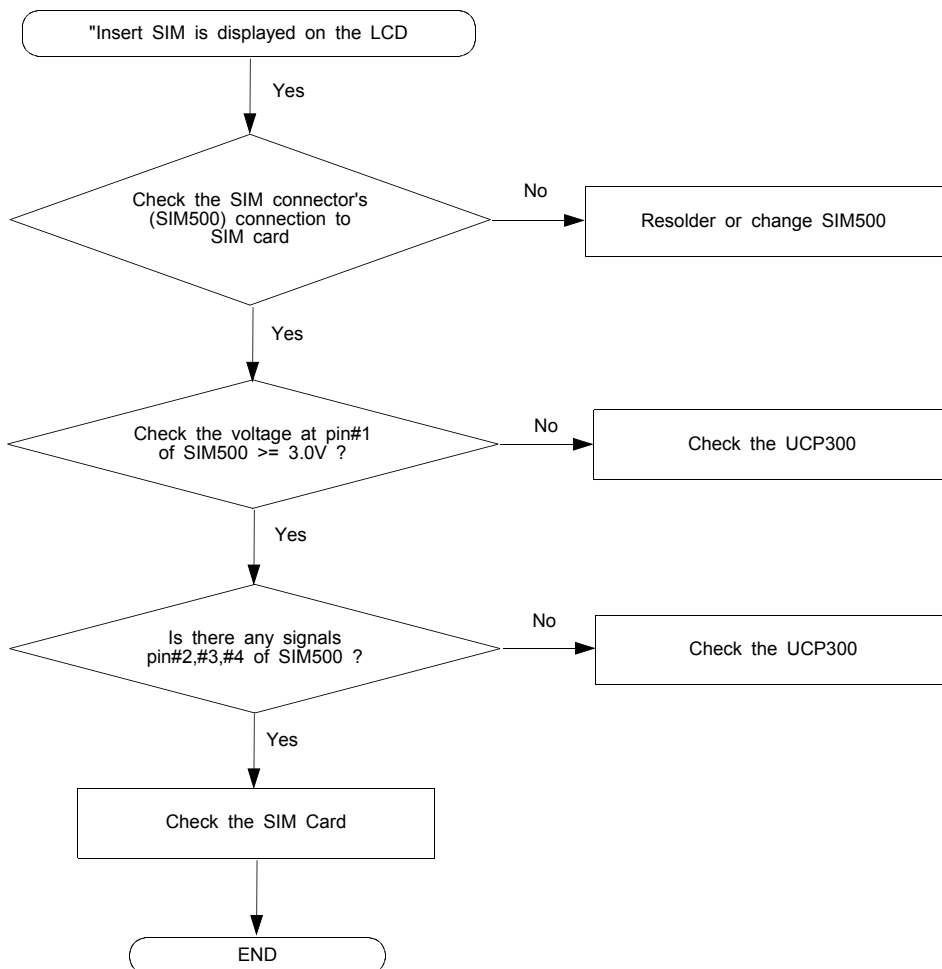 "Insert SIM is displayed on the LCD
Yes
Check the SIM connector's
(SIM500) connection to
SIM card
No
Resolder or change SIM500
Yes
Check the voltage at pin#1
of SIM500 >= 3.0V ?
No
Check the UCP300
Yes
Is there any signals
pin#2,#3,#4 of SIM500 ?
No
Check the UCP300
Yes
Check the SIM Card
END